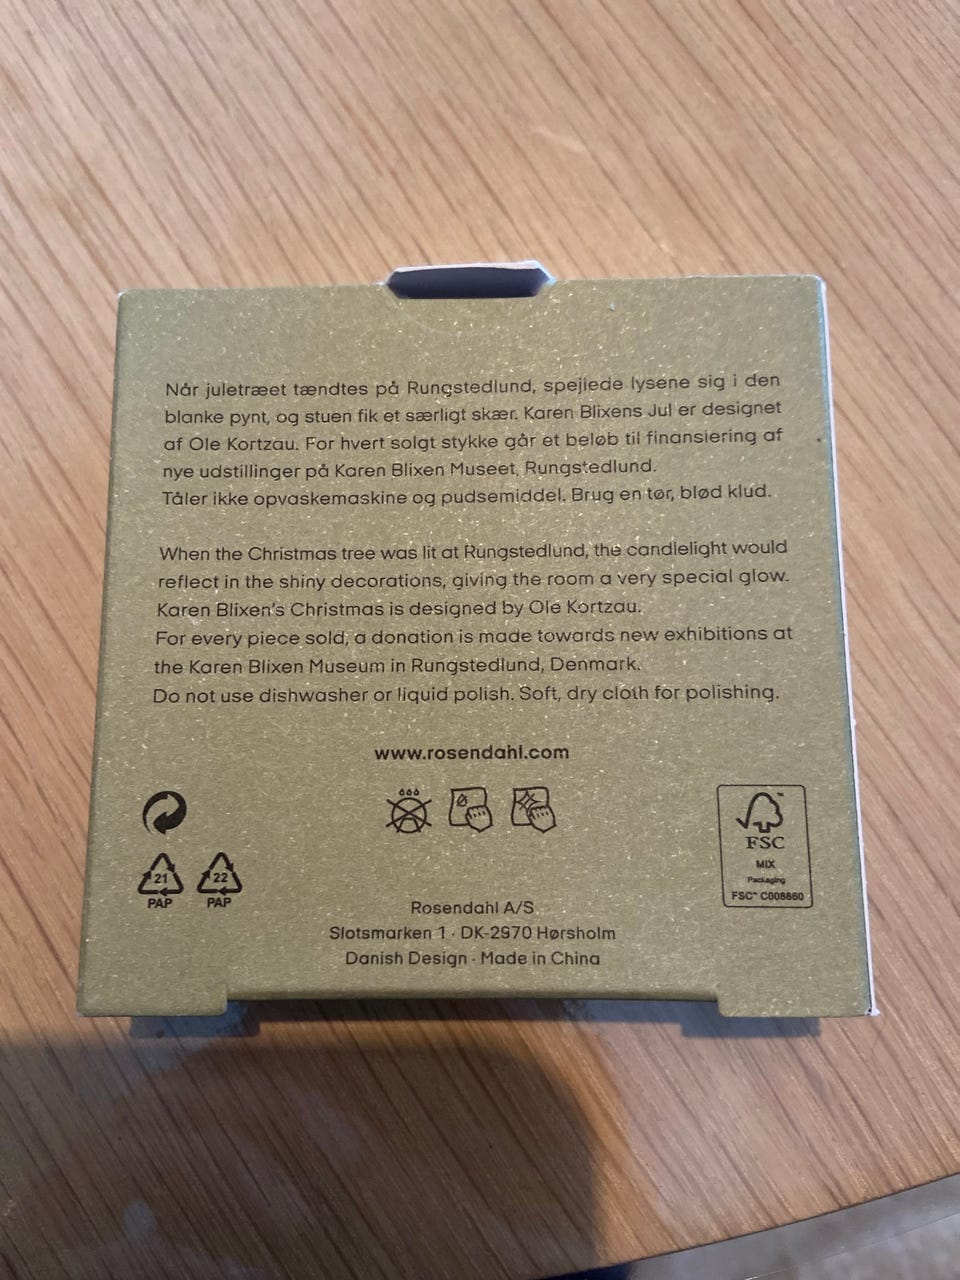 Når juletræet tændtes på Rungstedlund, spejlede lysene sig i den
blanke pynt, og stuen fik et særligt skær. Karen Blixens Jul er designet
af Ole Kortzau. For hvert solgt stykke går et beløb til finansiering af
nye udstillinger på Karen Blixen Museet, Rungstedlund.
Tåler ikke opvaskemaskine og pudsemiddel. Brug en tør, blød klud.
When the Christmas tree was lit at Rungstedlund, the candlelight would
reflect in the shiny decorations, giving the room a very special glow.
Karen Blixen's Christmas is designed by Ole Kortzau.
For every piece sold, a donation is made towards new exhibitions at
the Karen Blixen Museum in Rungstedlund, Denmark.
Do not use dishwasher or liquid polish. Soft, dry cloth for polishing.
www.rosendahl.com
21
PAP
22
PAP
™
FSC
MIX
Packaging
FSC™ C008860
Rosendahl A/S
Slotsmarken 1 · DK-2970 Hørsholm
Danish Design · Made in China